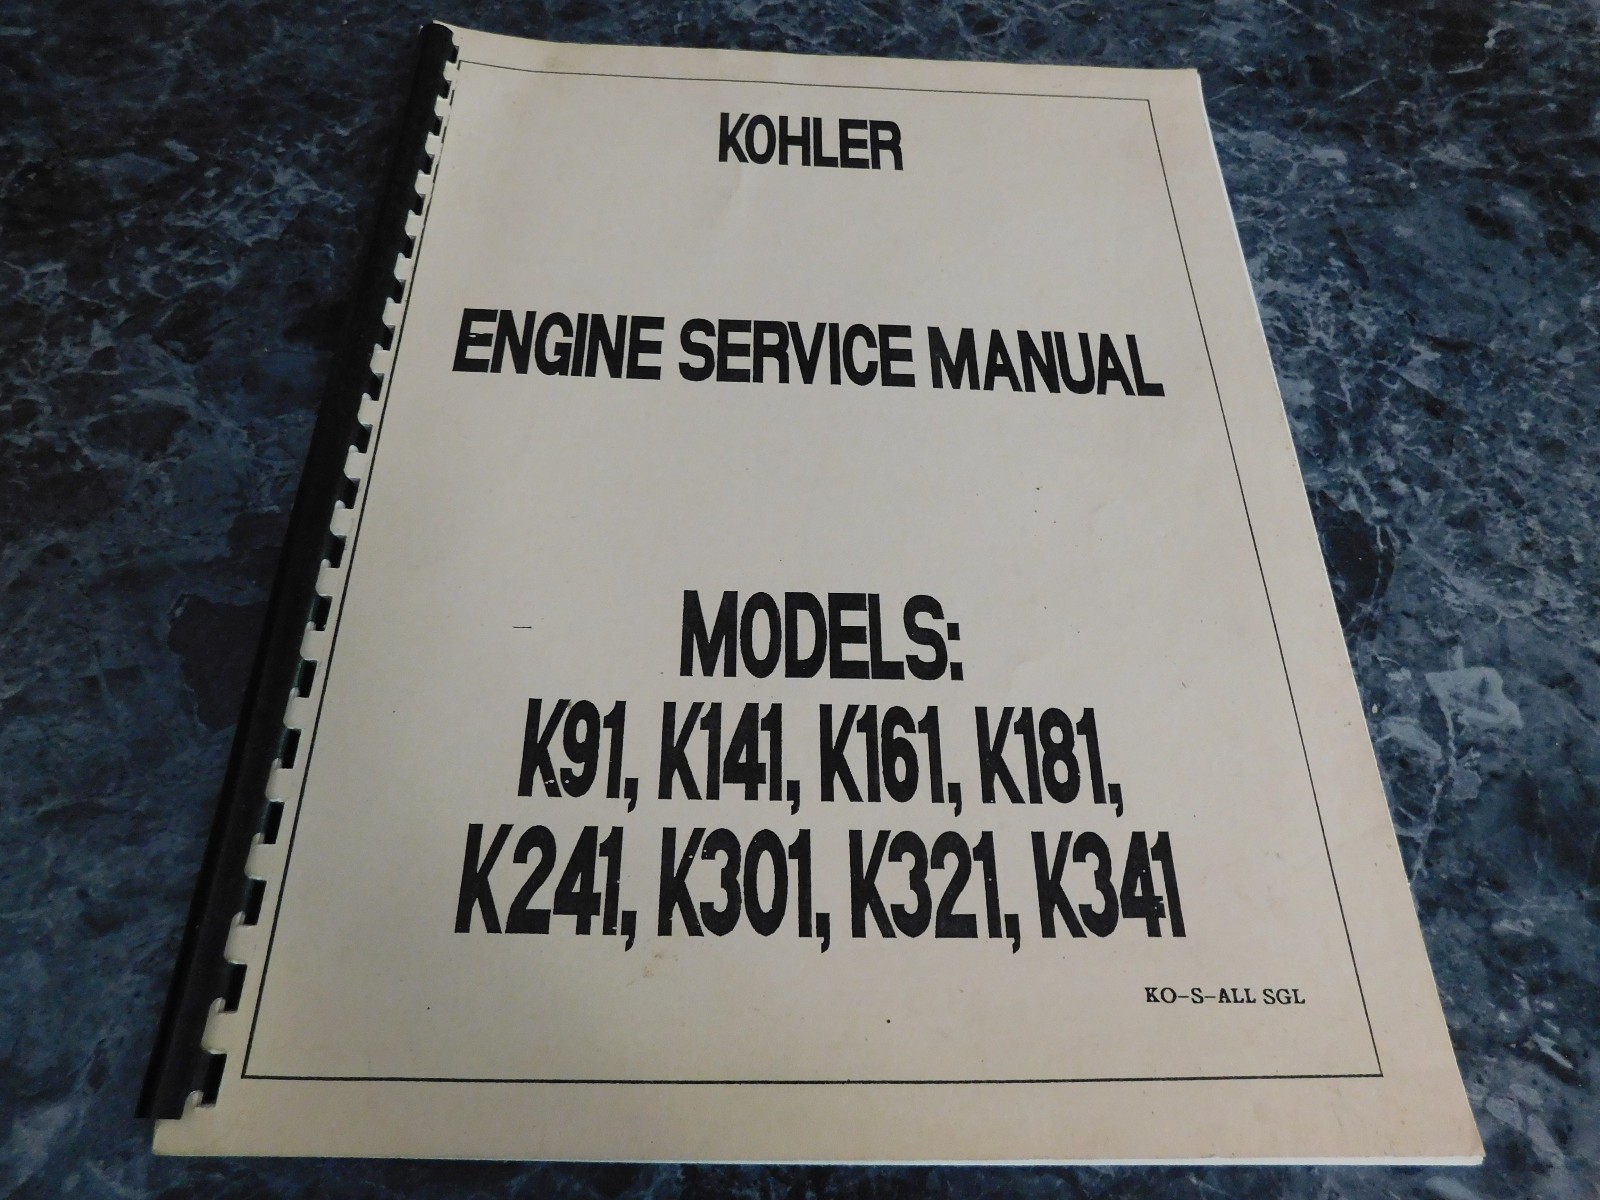 KOHLER
ENGINE SERVICE MANUAL
MODELS:
K91, K141, K161, K181,
K241, K301, K321, K341
KO-S-ALL SGL